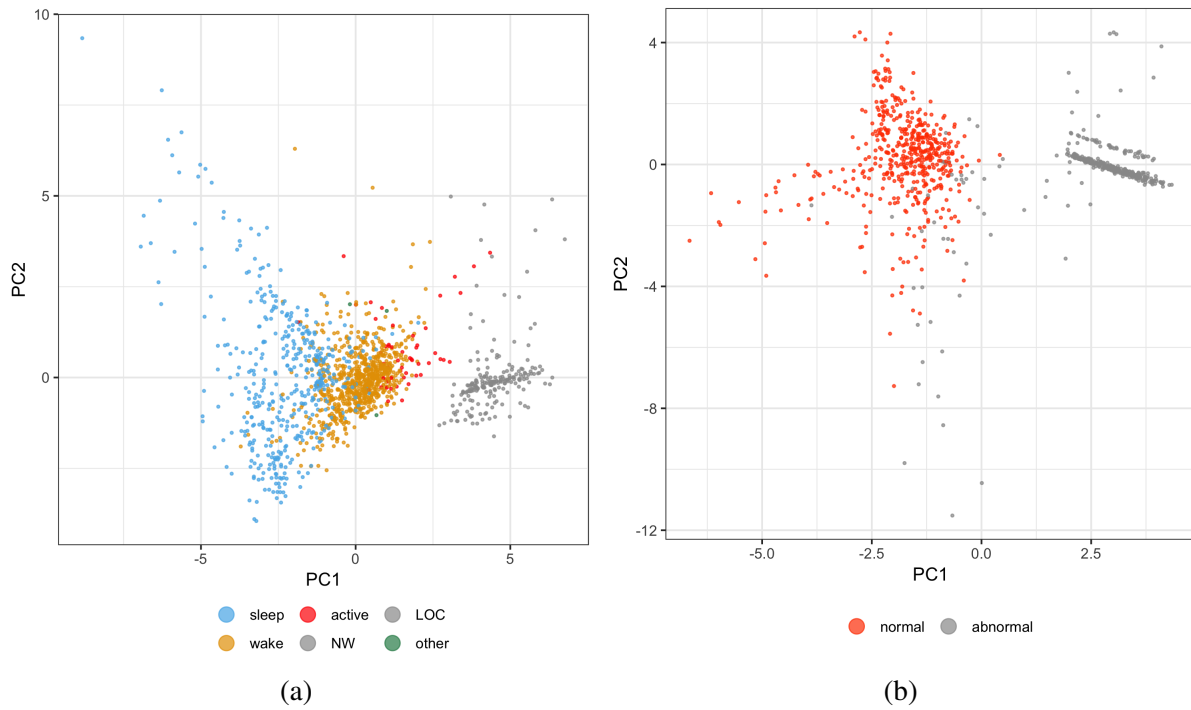 10
5
0
PC2
-5 0 5
PC1
sleep active LOC
wake NW other
(a)
4
0
-4
-8
-12
PC2
-5.0 -2.5 0.0 2.5
PC1
normal abnormal
(b)